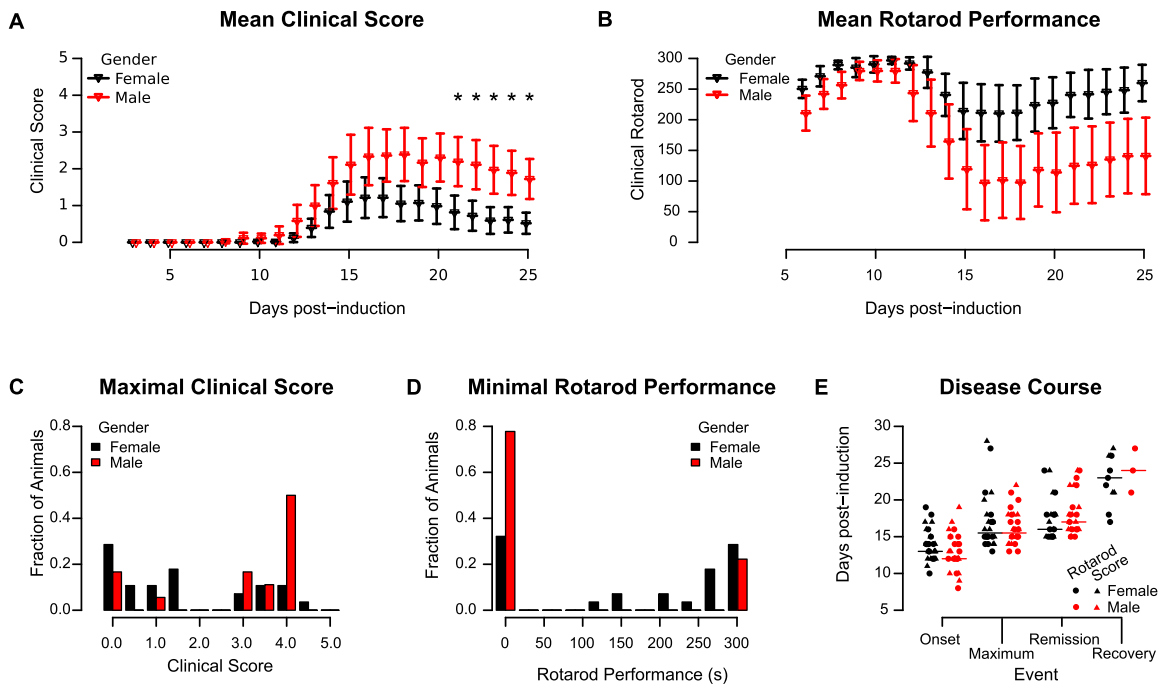 A
Mean Clinical Score
Clinical Score
5
4
3
2
1
0
Gender
Female
Male
* * * * *
5 10 15 20 25
Days post−induction
B
Mean Rotarod Performance
Clinical Rotarod
300
250
200
150
100
50
0
Gender
Female
Male
5 10 15 20 25
Days post−induction
C
Maximal Clinical Score
Fraction of Animals
0.8
0.6
0.4
0.2
0.0
Gender
Female
Male
0.0 1.0 2.0 3.0 4.0 5.0
Clinical Score
D
Minimal Rotarod Performance
Fraction of Animals
0.8
0.6
0.4
0.2
0.0
Gender
Female
Male
0 50 100 150 200 250 300
Rotarod Performance (s)
E
Disease Course
Days post−induction
30
25
20
15
10
5
Rotarod
Score
Female
Male
Onset
Maximum
Remission
Recovery
Event